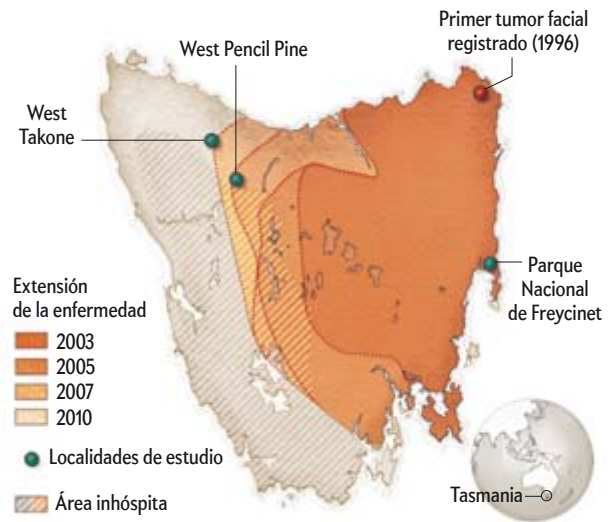 Primer tumor facial
registrado (1996)
West Pencil Pine
West
Takone
Parque
Nacional
de Freycinet
Extensión
de la enfermedad
2003
2005
2007
2010
Localidades de estudio
Área inhóspita
Tasmania